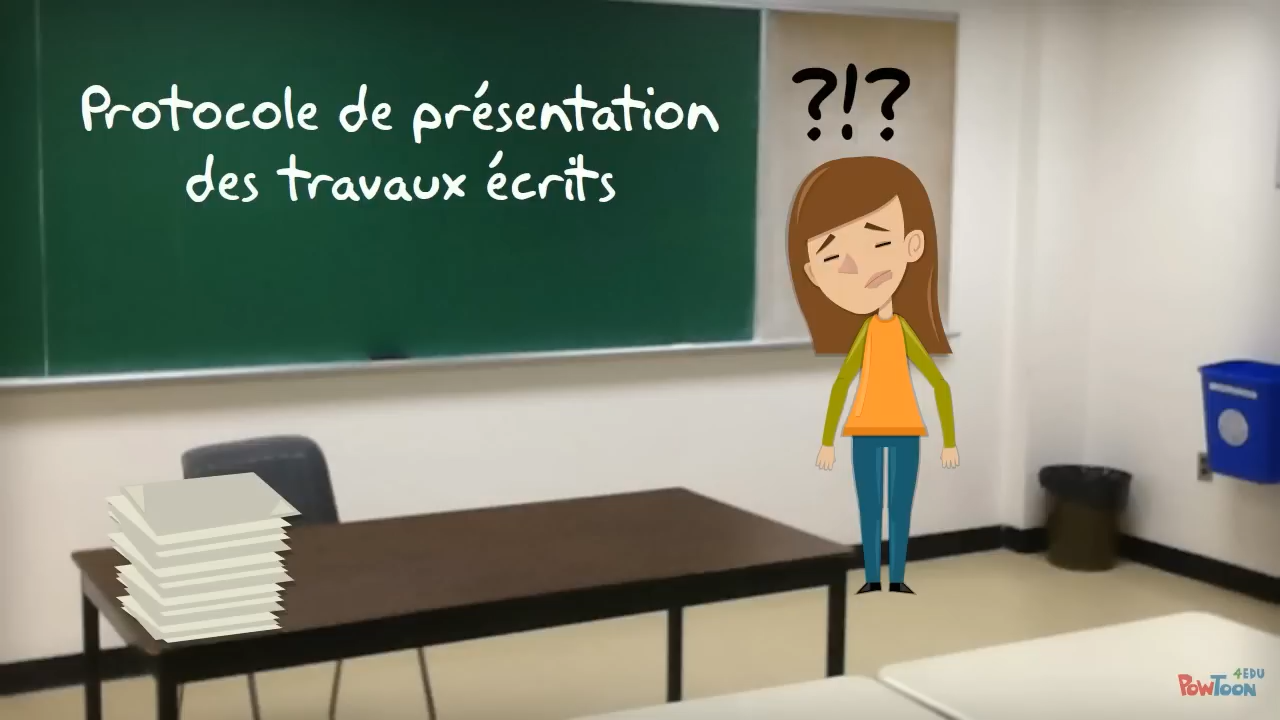 Protocole de présentation
des travaux écrits
?!?
4EDU
PowToon